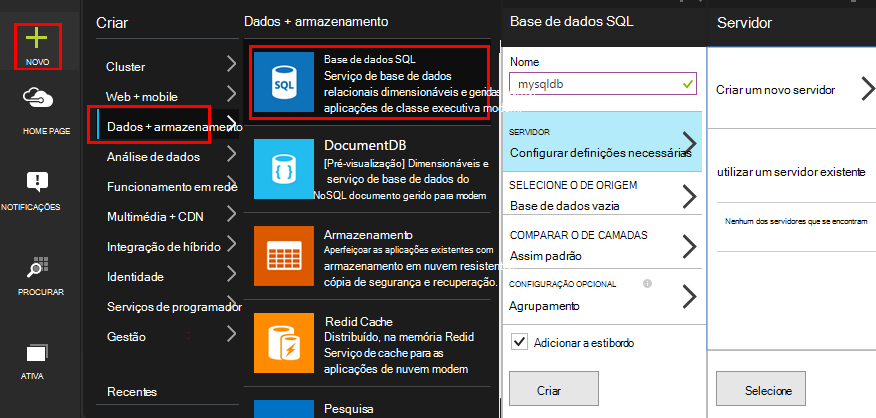 NOVO
HOME PAGE
NOTIFICAÇÕES
PROCURAR
ATIVA
Criar
Cluster
Web + mobile
Dados + armazenamento
Análise de dados
Funcionamento em rede
Multimédia + CDN
Integração de híbrido
Identidade
Serviços de programador
Gestão
Recentes
Dados + armazenamento
Base de dados SQL
Serviço de base de dados
relacionais dimensionáveis e geridas
aplicações de classe executiva modem
SQL
DocumentDB
[Pré-visualização] Dimensionáveis e
serviço de base de dados do
NoSQL documento gerido para modem
Armazenamento
Aperfeiçoar as aplicações existentes com
armazenamento em nuvem resistente
cópia de segurança e recuperação.
Redid Cache
Distribuído, na memória Redid
Serviço de cache para as
aplicações de nuvem modem
Pesquisa
Base de dados SQL
Nome
mysqldb
SERVIDOR
Configurar definições necessárias
SELECIONE O DE ORIGEM
Base de dados vazia
COMPARAR O DE CAMADAS
Assim padrão
CONFIGURAÇÃO OPCIONAL
Agrupamento
Adicionar a estibordo
Criar
Servidor
Criar um novo servidor
utilizar um servidor existente
Nenhum dos servidores que se encontram
Selecione